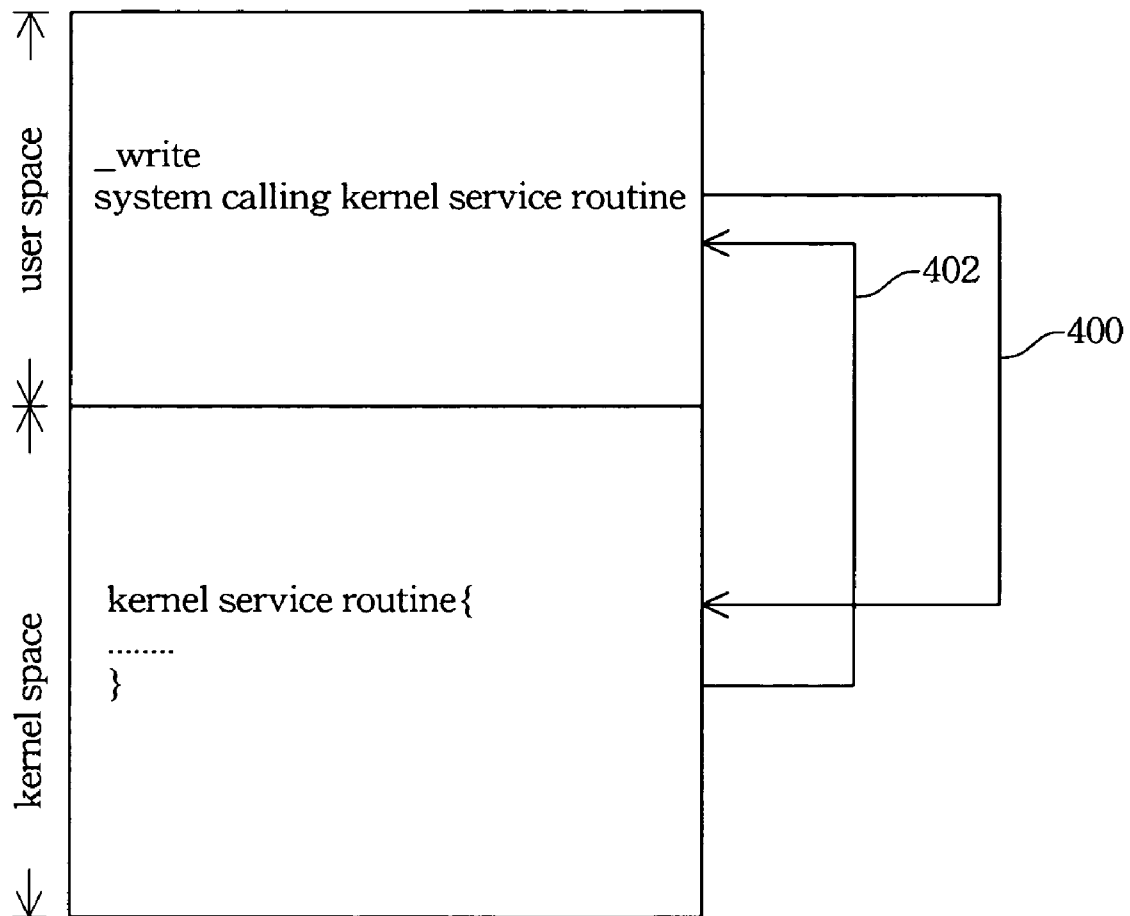 user space
_write
system calling kernel service routine
402
400
kernel space
kernel service routine{
........
}